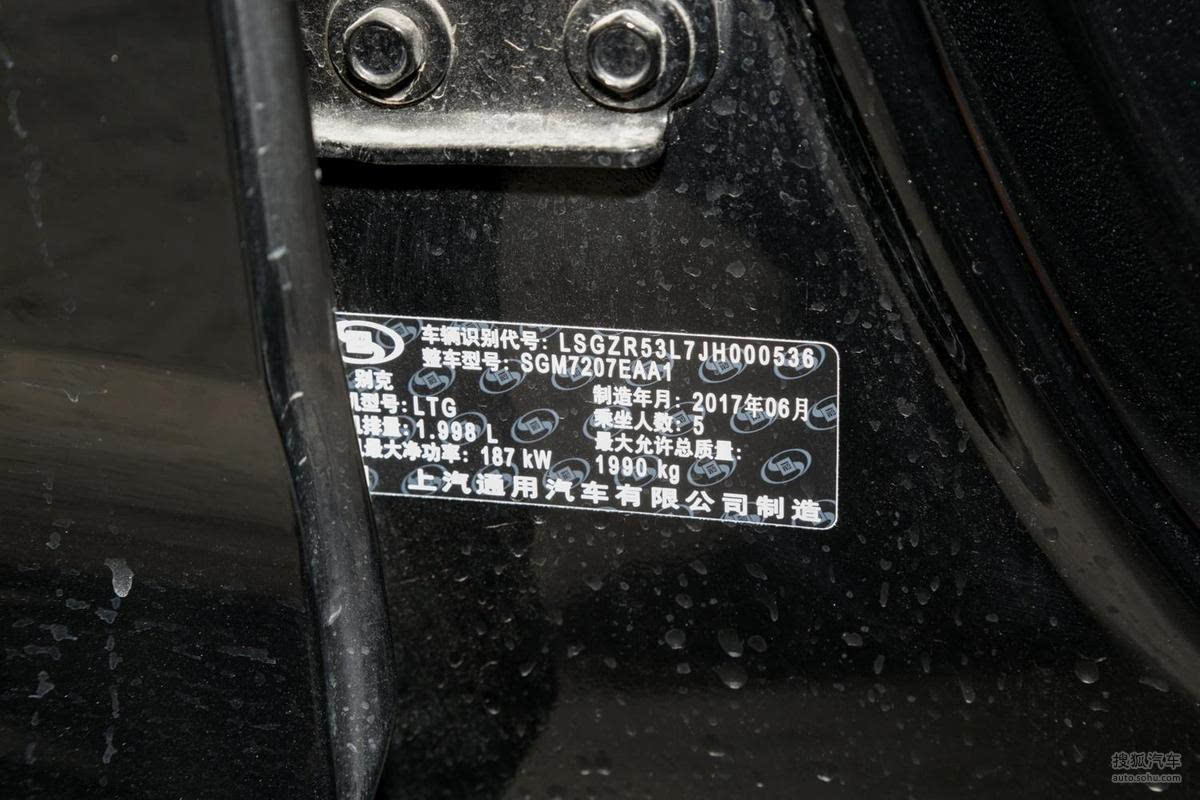 车辆识别代号: LSGZR53L7JH000536
整车型号: SGM7207EAA1
别克
制造年月: 2017年06月
机型号: LTG
乘坐人数: 5
排量: 1.998 L
最大允许总质量:
最大净功率: 187 kW
1990 kg
上汽通用汽车有限公司制造
搜狐汽车
auto.sohu.com